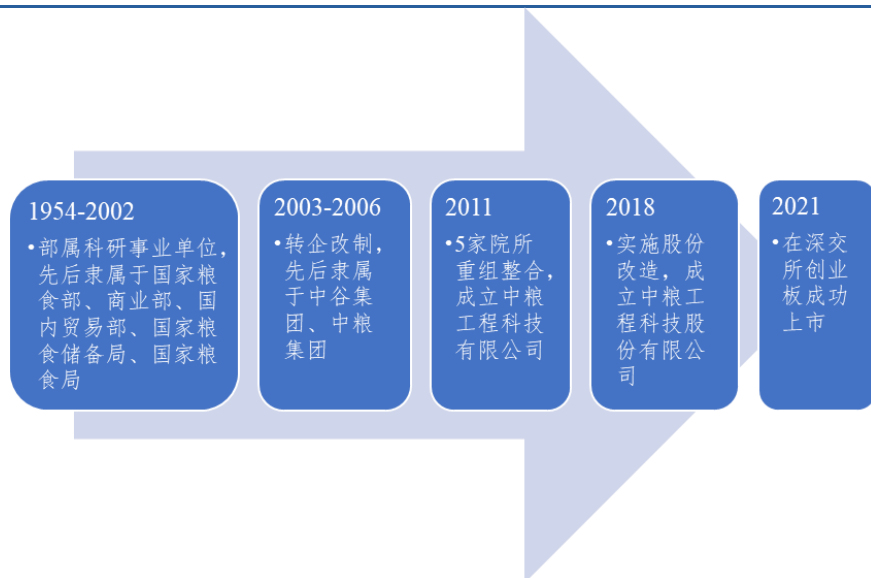 1954-2002
•部属科研事业单位，
先后隶属于国家粮
食部、商业部、国
内贸易部、国家粮
食储备局、国家粮
食局
2003-2006
•转企改制，
先后隶属
于中谷集
团、中粮
集团
2011
•5家院所
重组整合，
成立中粮
工程科技
有限公司
2018
•实施股份
改造，成
立中粮工
程科技股
份有限公
司
2021
•在深交
所创业
板成功
上市